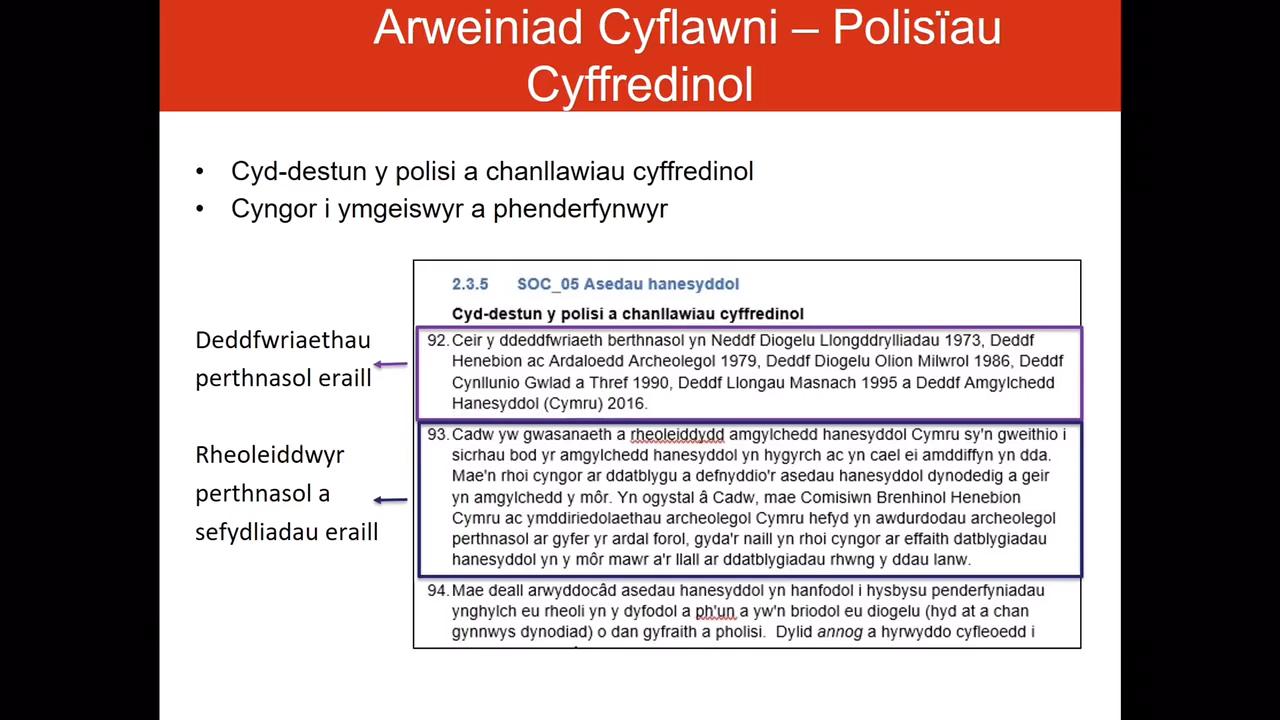 Arweiniad Cyflawni – Polisïau
Cyffredinol
• Cyd-destun y polisi a chanllawiau cyffredinol
• Cyngor i ymgeiswyr a phenderfynwyr
Deddfwriaethau
perthnasol eraill
Rheoleiddwyr
perthnasol a
sefydliadau eraill
2.3.5 SOC_05 Asedau hanesyddol
Cyd-destun y polisi a chanllawiau cyffredinol
92. Ceir y ddeddfwriaeth berthnasol yn Neddf Diogelu Llongddrylliadau 1973, Deddf
Henebion ac Ardaloedd Archeolegol 1979, Deddf Diogelu Olion Milwrol 1986, Deddf
Cynllunio Gwlad a Thref 1990, Deddf Llongau Masnach 1995 a Deddf Amgylchedd
Hanesyddol (Cymru) 2016.
93. Cadw yw gwasanaeth a rheoleiddydd amgylchedd hanesyddol Cymru sy'n gweithio i
sicrhau bod yr amgylchedd hanesyddol yn hygyrch ac yn cael ei amddiffyn yn dda.
Mae'n rhoi cyngor ar ddatblygu a defnyddio'r asedau hanesyddol dynodedig a geir
yn amgylchedd y môr. Yn ogystal â Cadw, mae Comisiwn Brenhinol Henebion
Cymru ac ymddiriedolaethau archeolegol Cymru hefyd yn awdurdodau archeolegol
perthnasol ar gyfer yr ardal forol, gyda'r naill yn rhoi cyngor ar effaith datblygiadau
hanesyddol yn y môr mawr a'r llall ar ddatblygiadau rhwng y ddau lanw.
94. Mae deall arwyddocâd asedau hanesyddol yn hanfodol i hysbysu penderfyniadau
ynghylch eu rheoli yn y dyfodol a ph'un a yw'n briodol eu diogelu (hyd at a chan
gynnwys dynodiad) o dan gyfraith a pholisi. Dylid annog a hyrwyddo cyfleoedd i